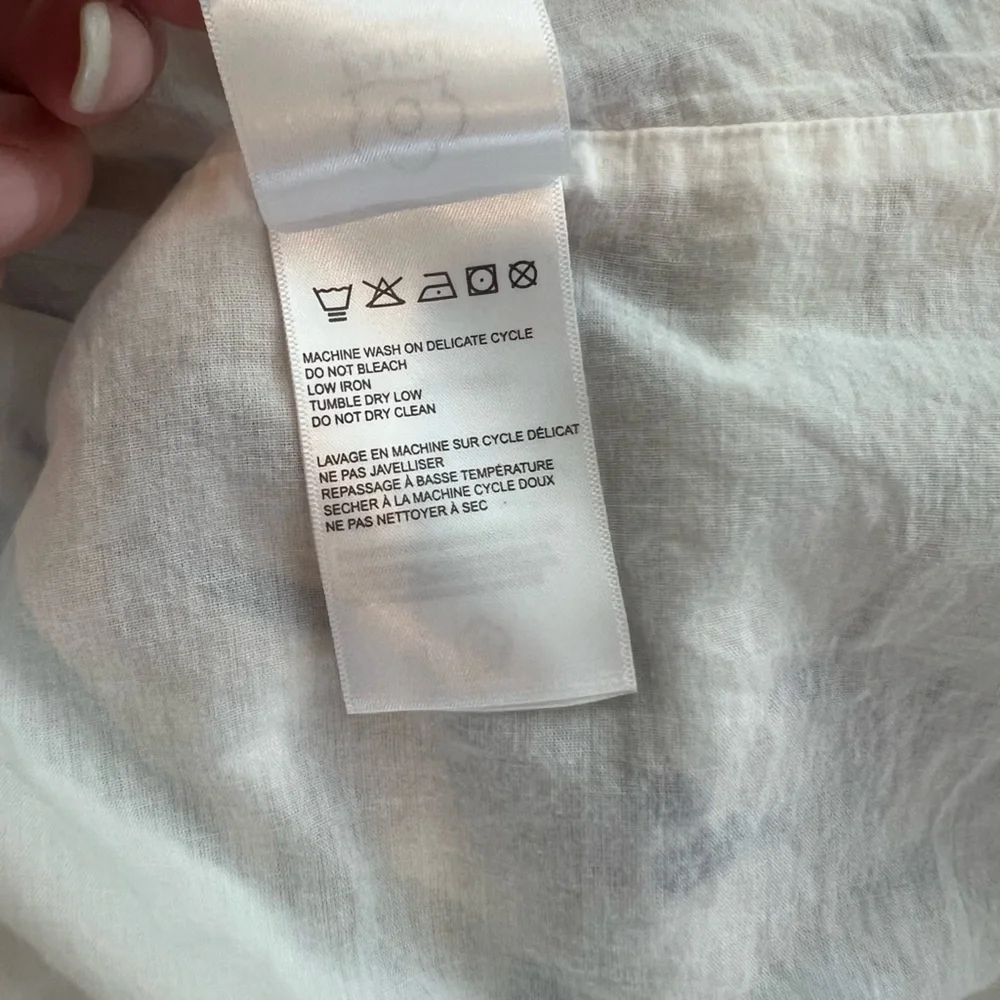 MACHINE WASH ON DELICATE CYCLE
DO NOT BLEACH
LOW IRON
TUMBLE DRY LOW
DO NOT DRY CLEAN
LAVAGE EN MACHINE SUR CYCLE DÉLICAT
NE PAS JAVELLISER
REPASSAGE À BASSE TEMPÉRATURE
SECHER À LA MACHINE CYCLE DOUX
NE PAS NETTOYER À SEC